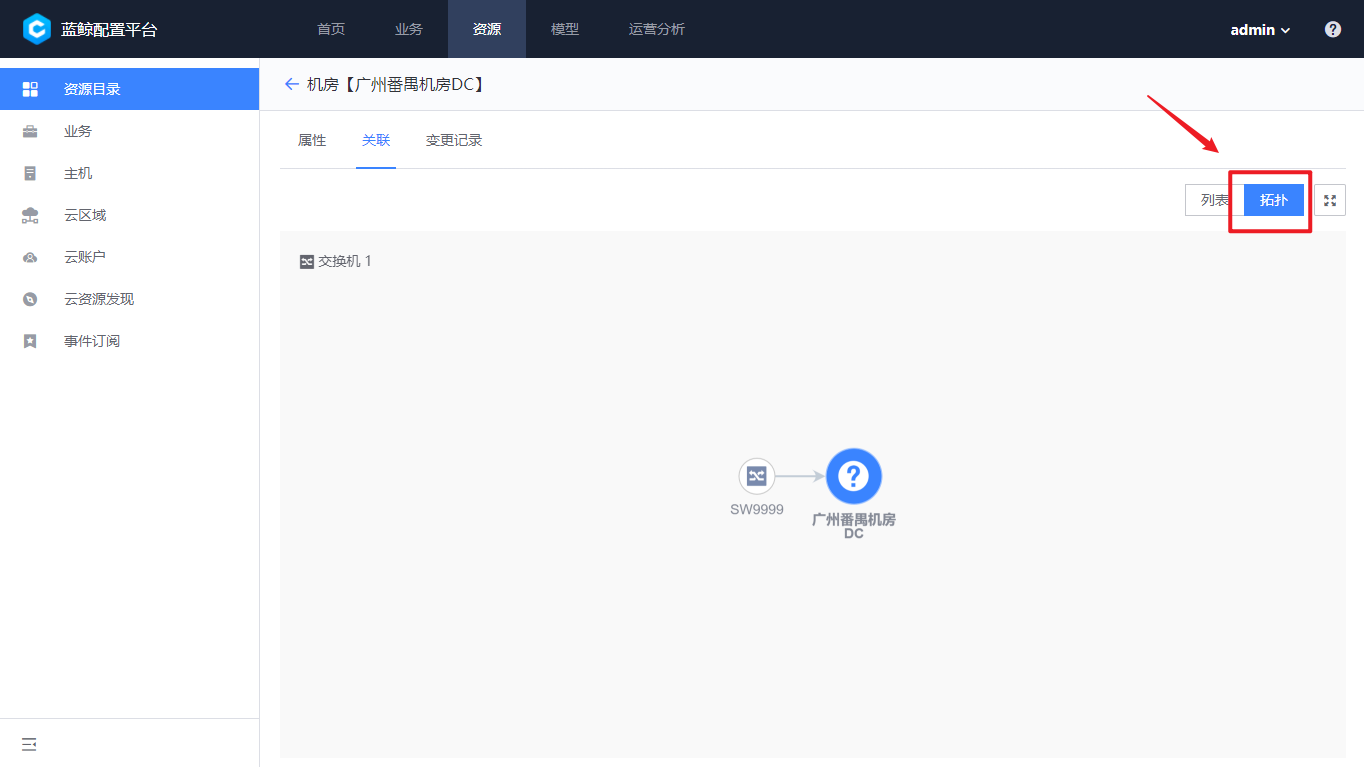 蓝鲸配置平台
首页
业务
资源
模型
运营分析
admin
资源目录
业务
主机
云区域
云账户
云资源发现
事件订阅
机房【广州番禺机房DC】
属性
关联
变更记录
列表
拓扑
交换机 1
SW9999
广州番禺机房
DC